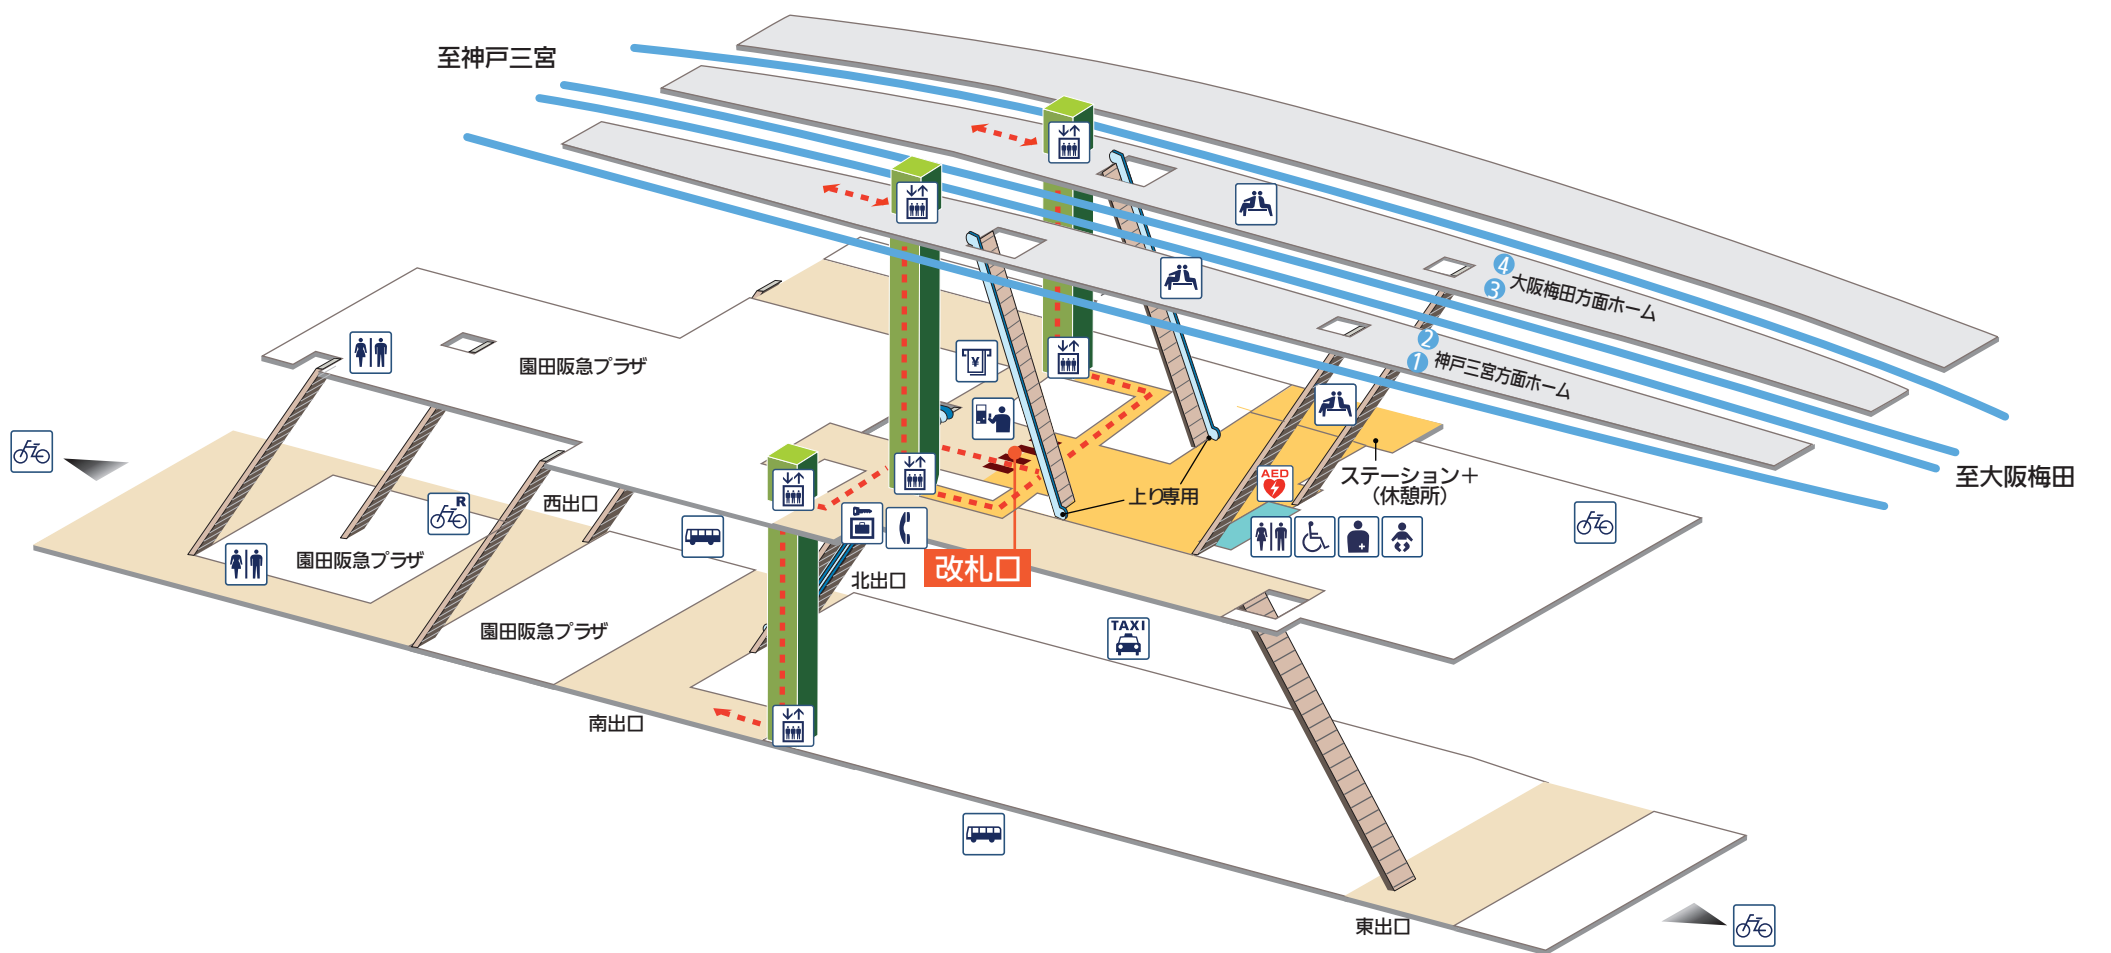 至神戸三宮
4
3
大阪梅田方面ホーム
2
1
神戸三宮方面ホーム
至大阪梅田
園田阪急プラザ
¥
ステーション+
(休憩所)
AED
上り専用
R
西出口
園田阪急プラザ
改札口
北出口
園田阪急プラザ
TAXI
南出口
東出口